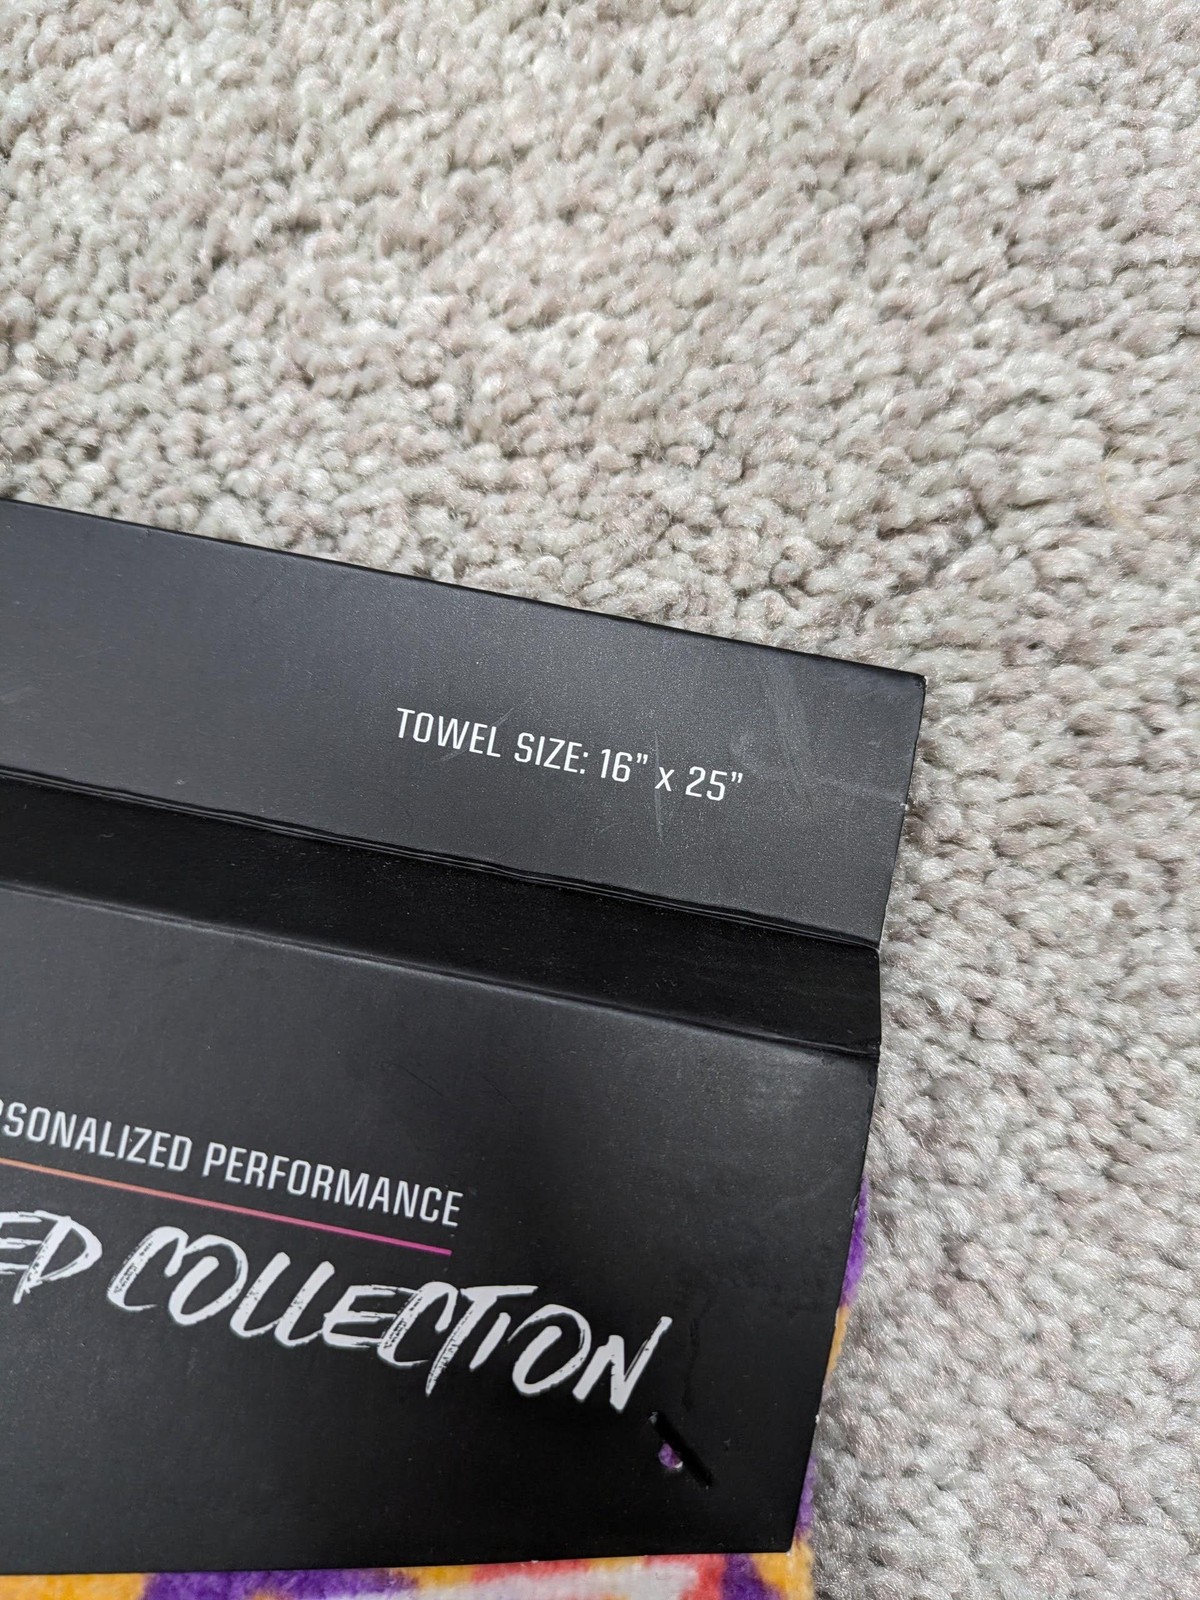 TOWEL SIZE: 16” x 25”
RSONALIZED PERFORMANCE
ED COLLECTION